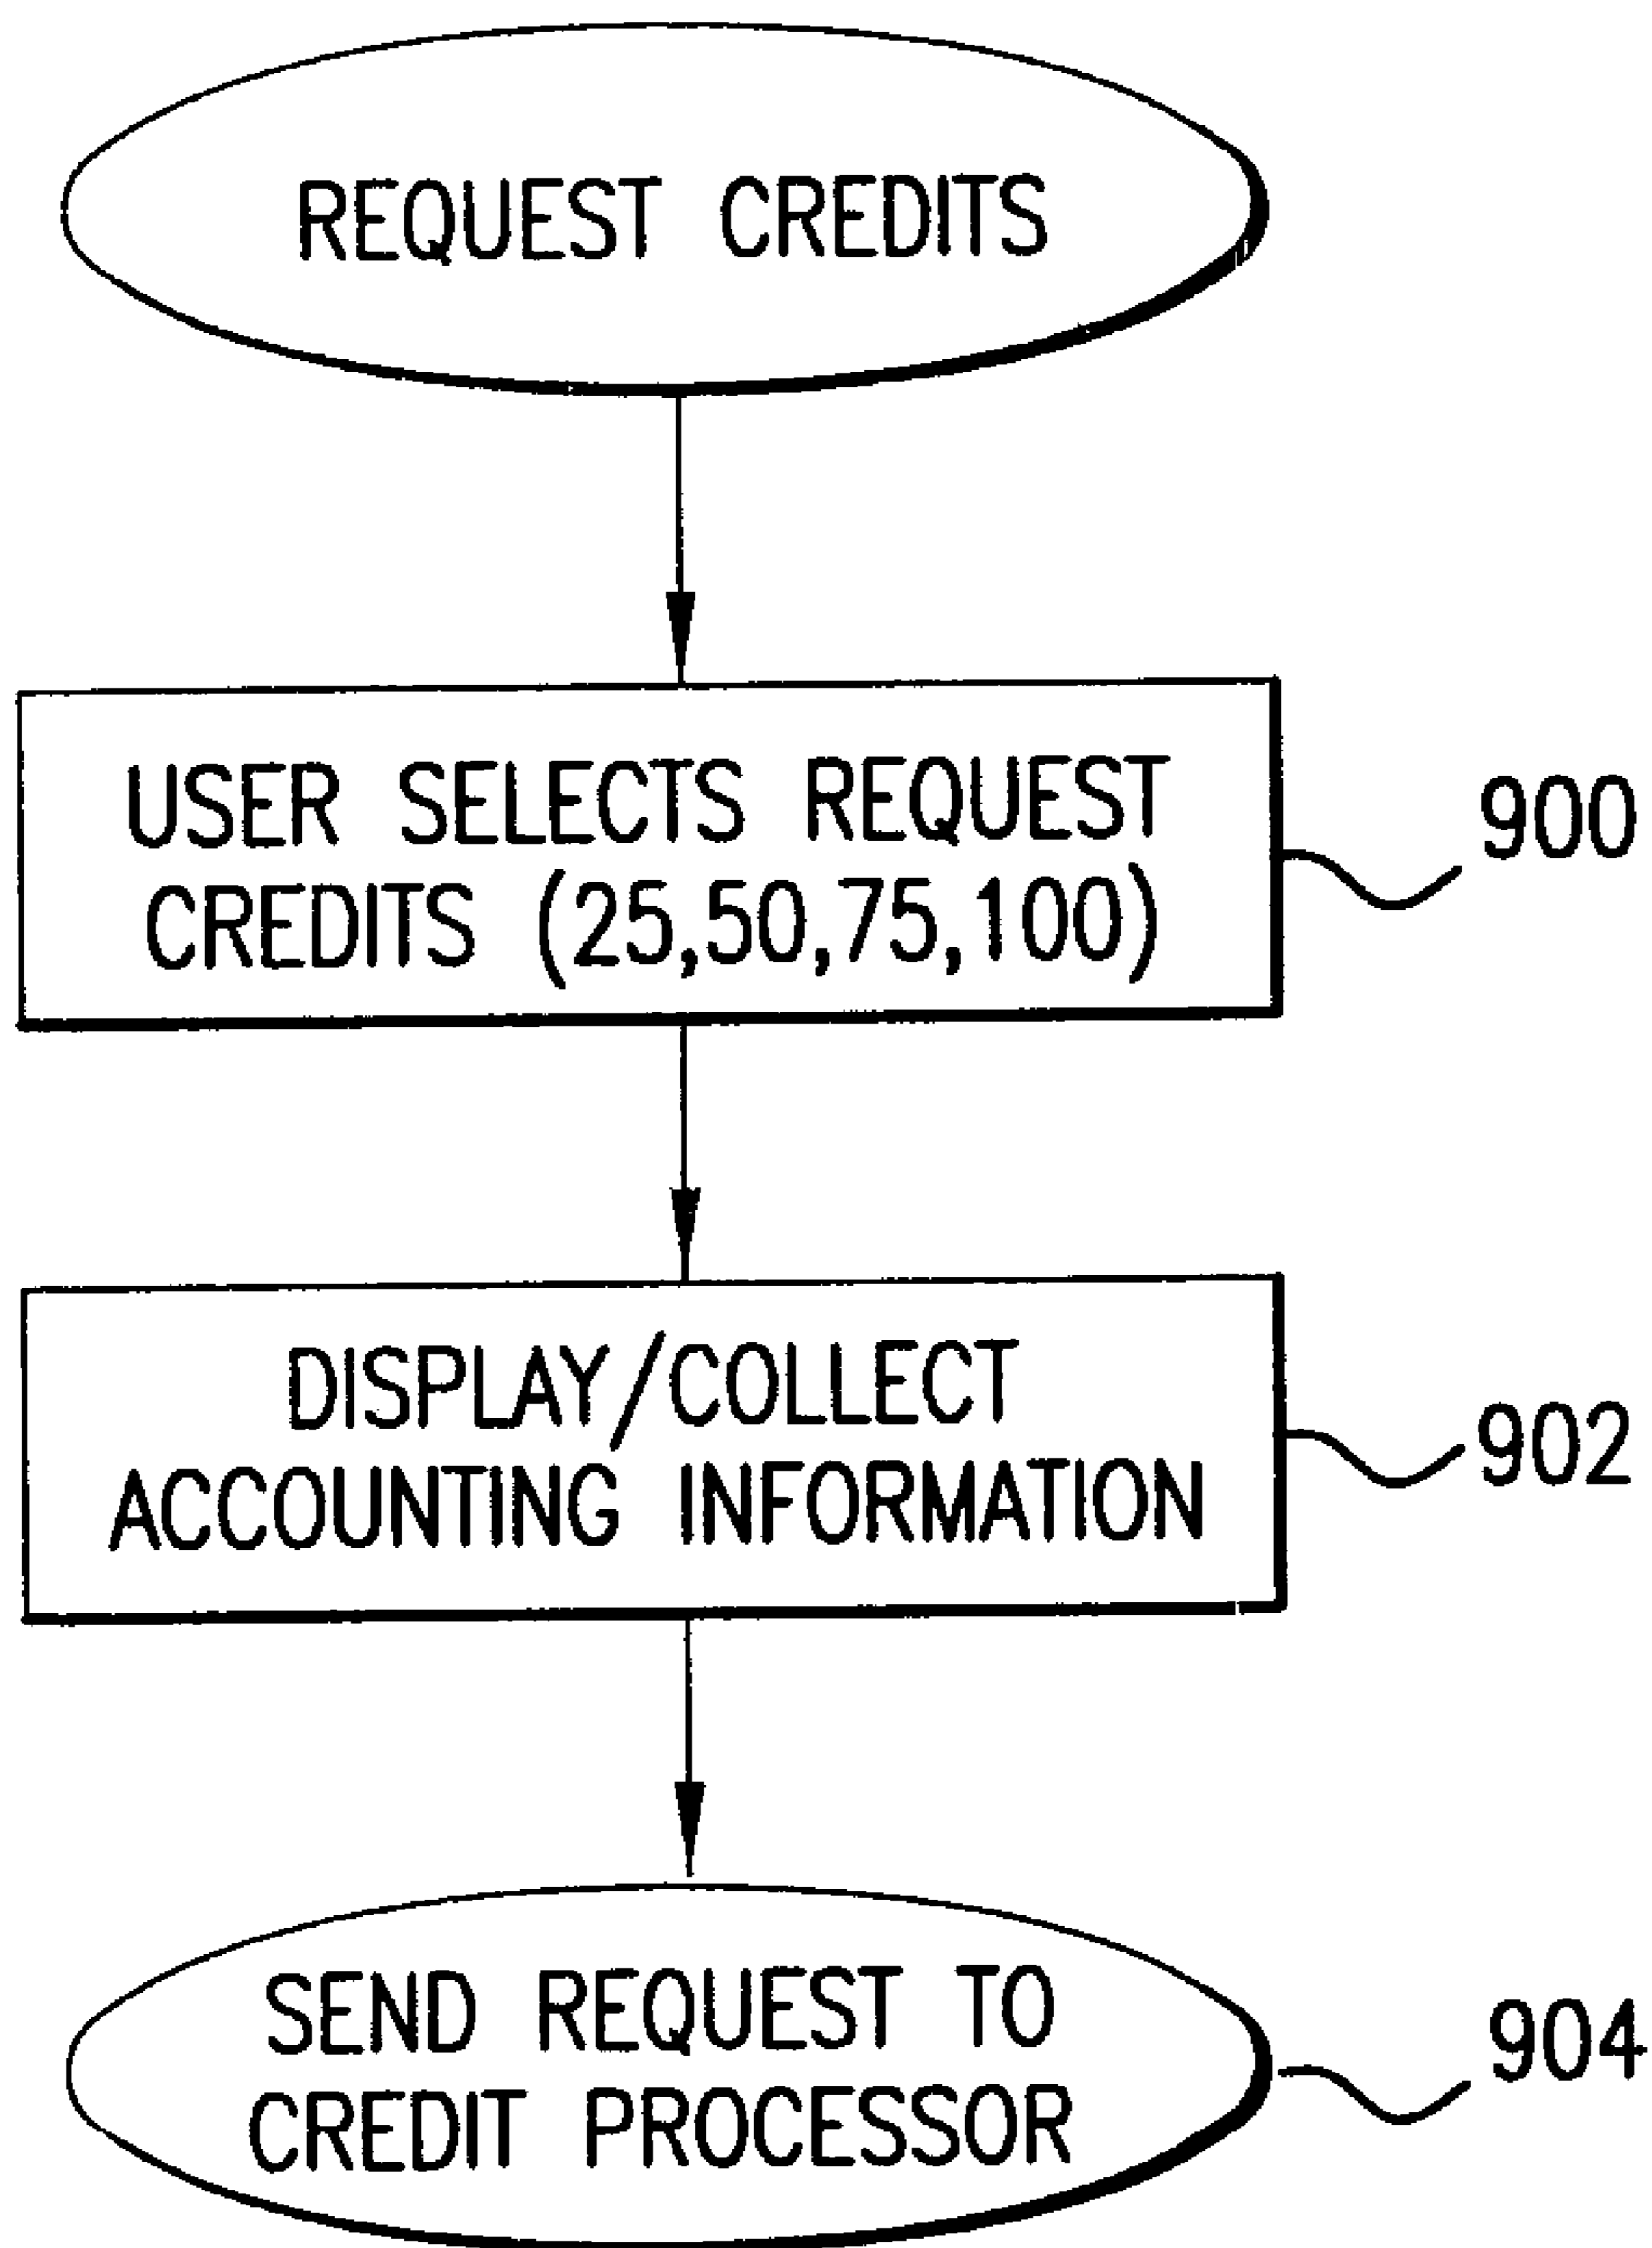 REQUEST CREDITS
USER SELECTS REQUEST
CREDITS (25,50,75,100)
900
DISPLAY/COLLECT
ACCOUNTING INFORMATION
902
SEND REQUEST TO
CREDIT PROCESSOR
904